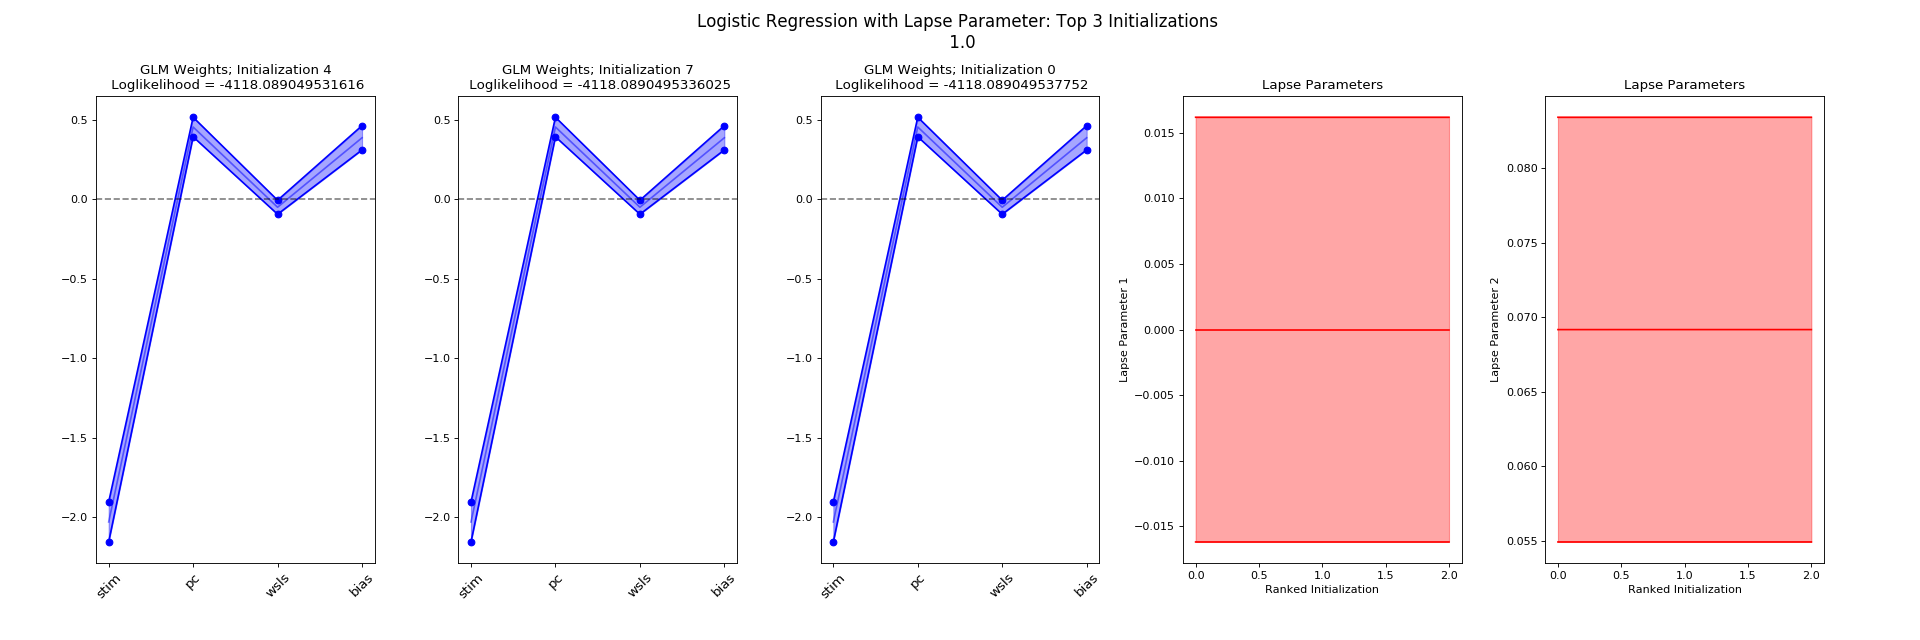 Logistic Regression with Lapse Parameter: Top 3 Initializations
1.0
GLM Weights; Initialization 4
Loglikelihood = -4118.089049531616
0.5
0.0
−0.5
−1.0
−1.5
−2.0
stim
pc
wsls
bias
GLM Weights; Initialization 7
Loglikelihood = -4118.0890495336025
0.5
0.0
−0.5
−1.0
−1.5
−2.0
stim
pc
wsls
bias
GLM Weights; Initialization 0
Loglikelihood = -4118.089049537752
0.5
0.0
−0.5
−1.0
−1.5
−2.0
stim
pc
wsls
bias
Lapse Parameters
Lapse Parameter 1
0.015
0.010
0.005
0.000
−0.005
−0.010
−0.015
0.0 0.5 1.0 1.5 2.0
Ranked Initialization
Lapse Parameters
Lapse Parameter 2
0.080
0.075
0.070
0.065
0.060
0.055
0.0 0.5 1.0 1.5 2.0
Ranked Initialization